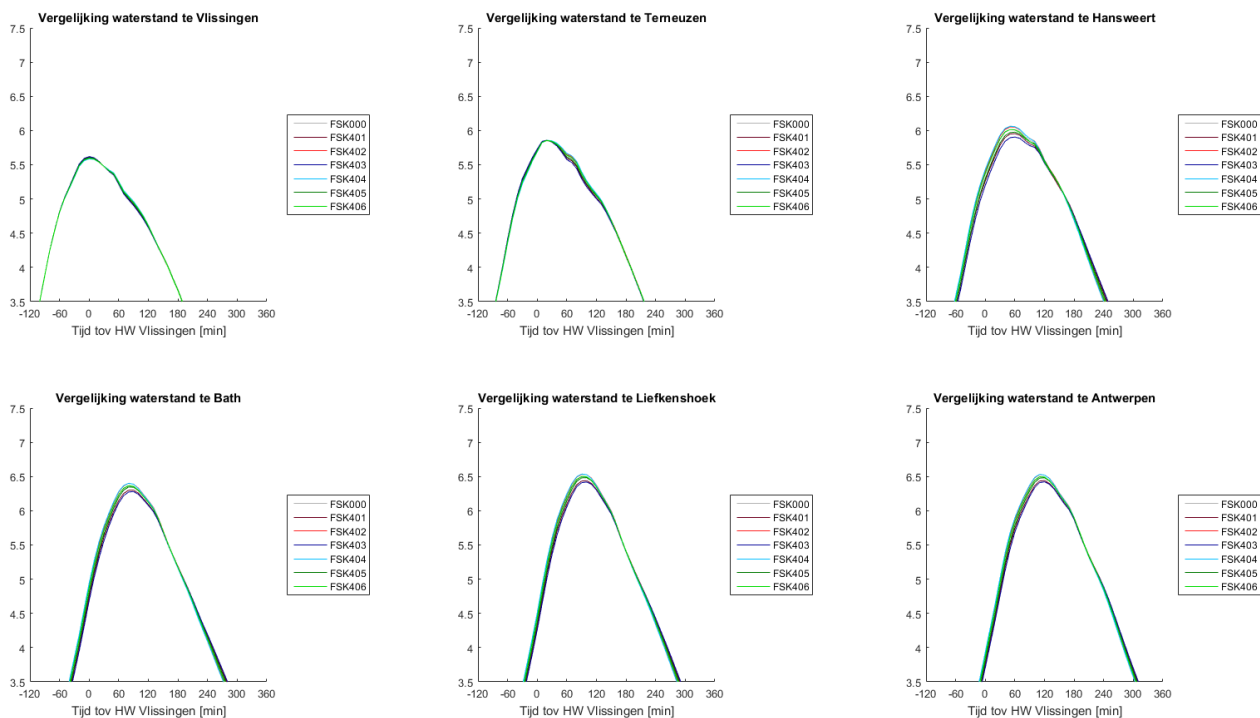 Vergelijking waterstand te Vlissingen
7.5
7
6.5
6
5.5
5
4.5
4
3.5
-120 -60 0 60 120 180 240 300 360
Tijd tov HW Vlissingen [min]
FSK000
FSK401
FSK402
FSK403
FSK404
FSK405
FSK406
Vergelijking waterstand te Terneuzen
7.5
7
6.5
6
5.5
5
4.5
4
3.5
-120 -60 0 60 120 180 240 300 360
Tijd tov HW Vlissingen [min]
FSK000
FSK401
FSK402
FSK403
FSK404
FSK405
FSK406
Vergelijking waterstand te Hansweert
7.5
7
6.5
6
5.5
5
4.5
4
3.5
-120 -60 0 60 120 180 240 300 360
Tijd tov HW Vlissingen [min]
FSK000
FSK401
FSK402
FSK403
FSK404
FSK405
FSK406
Vergelijking waterstand te Bath
7.5
7
6.5
6
5.5
5
4.5
4
3.5
-120 -60 0 60 120 180 240 300 360
Tijd tov HW Vlissingen [min]
FSK000
FSK401
FSK402
FSK403
FSK404
FSK405
FSK406
Vergelijking waterstand te Liefkenshoek
7.5
7
6.5
6
5.5
5
4.5
4
3.5
-120 -60 0 60 120 180 240 300 360
Tijd tov HW Vlissingen [min]
FSK000
FSK401
FSK402
FSK403
FSK404
FSK405
FSK406
Vergelijking waterstand te Antwerpen
7.5
7
6.5
6
5.5
5
4.5
4
3.5
-120 -60 0 60 120 180 240 300 360
Tijd tov HW Vlissingen [min]
FSK000
FSK401
FSK402
FSK403
FSK404
FSK405
FSK406